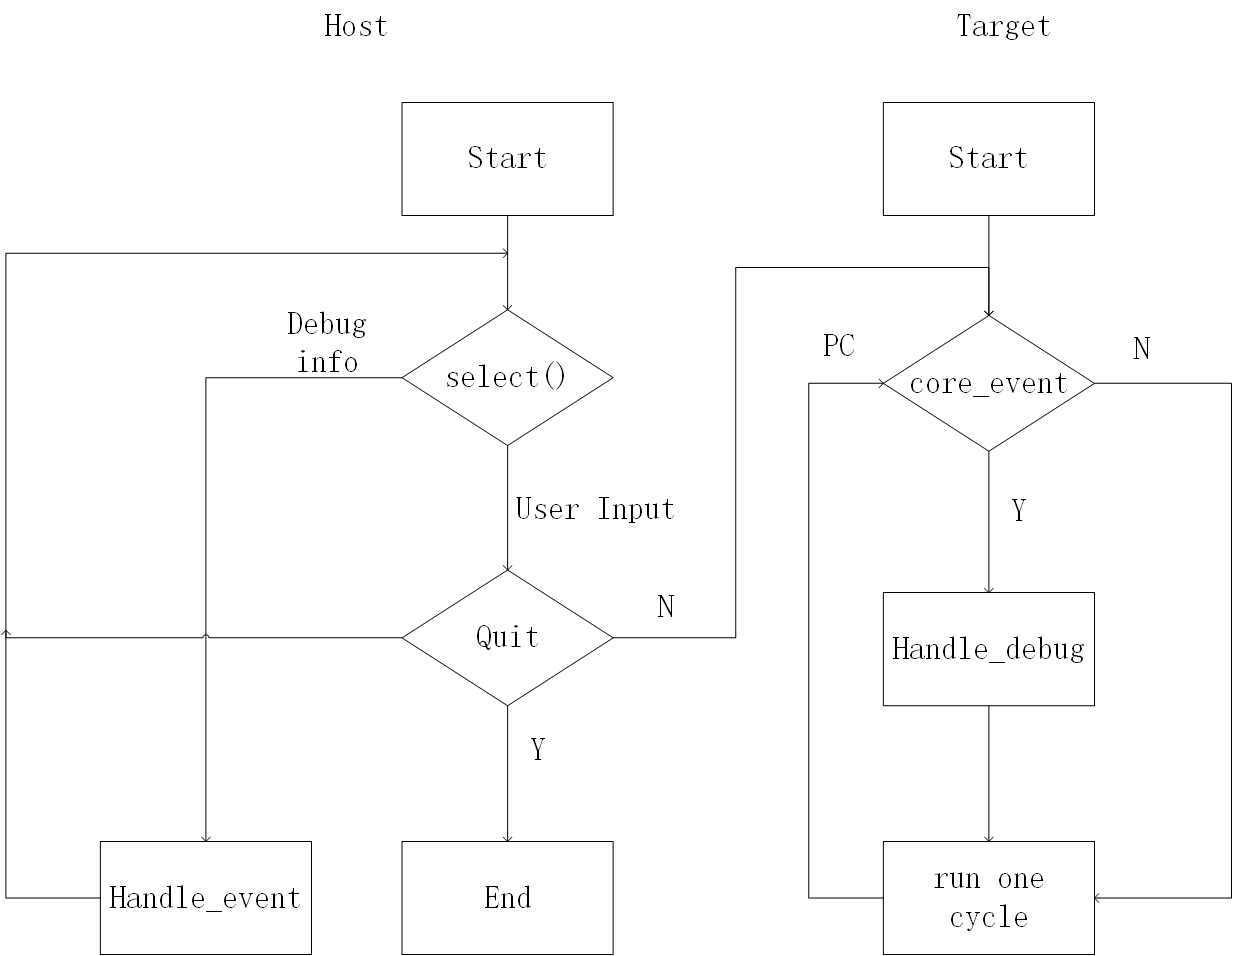 Host
Target
Start
Start
Debug
info
select()
PC
core_event
N
User Input
Y
Quit
N
Handle_debug
Y
Handle_event
End
run one
cycle